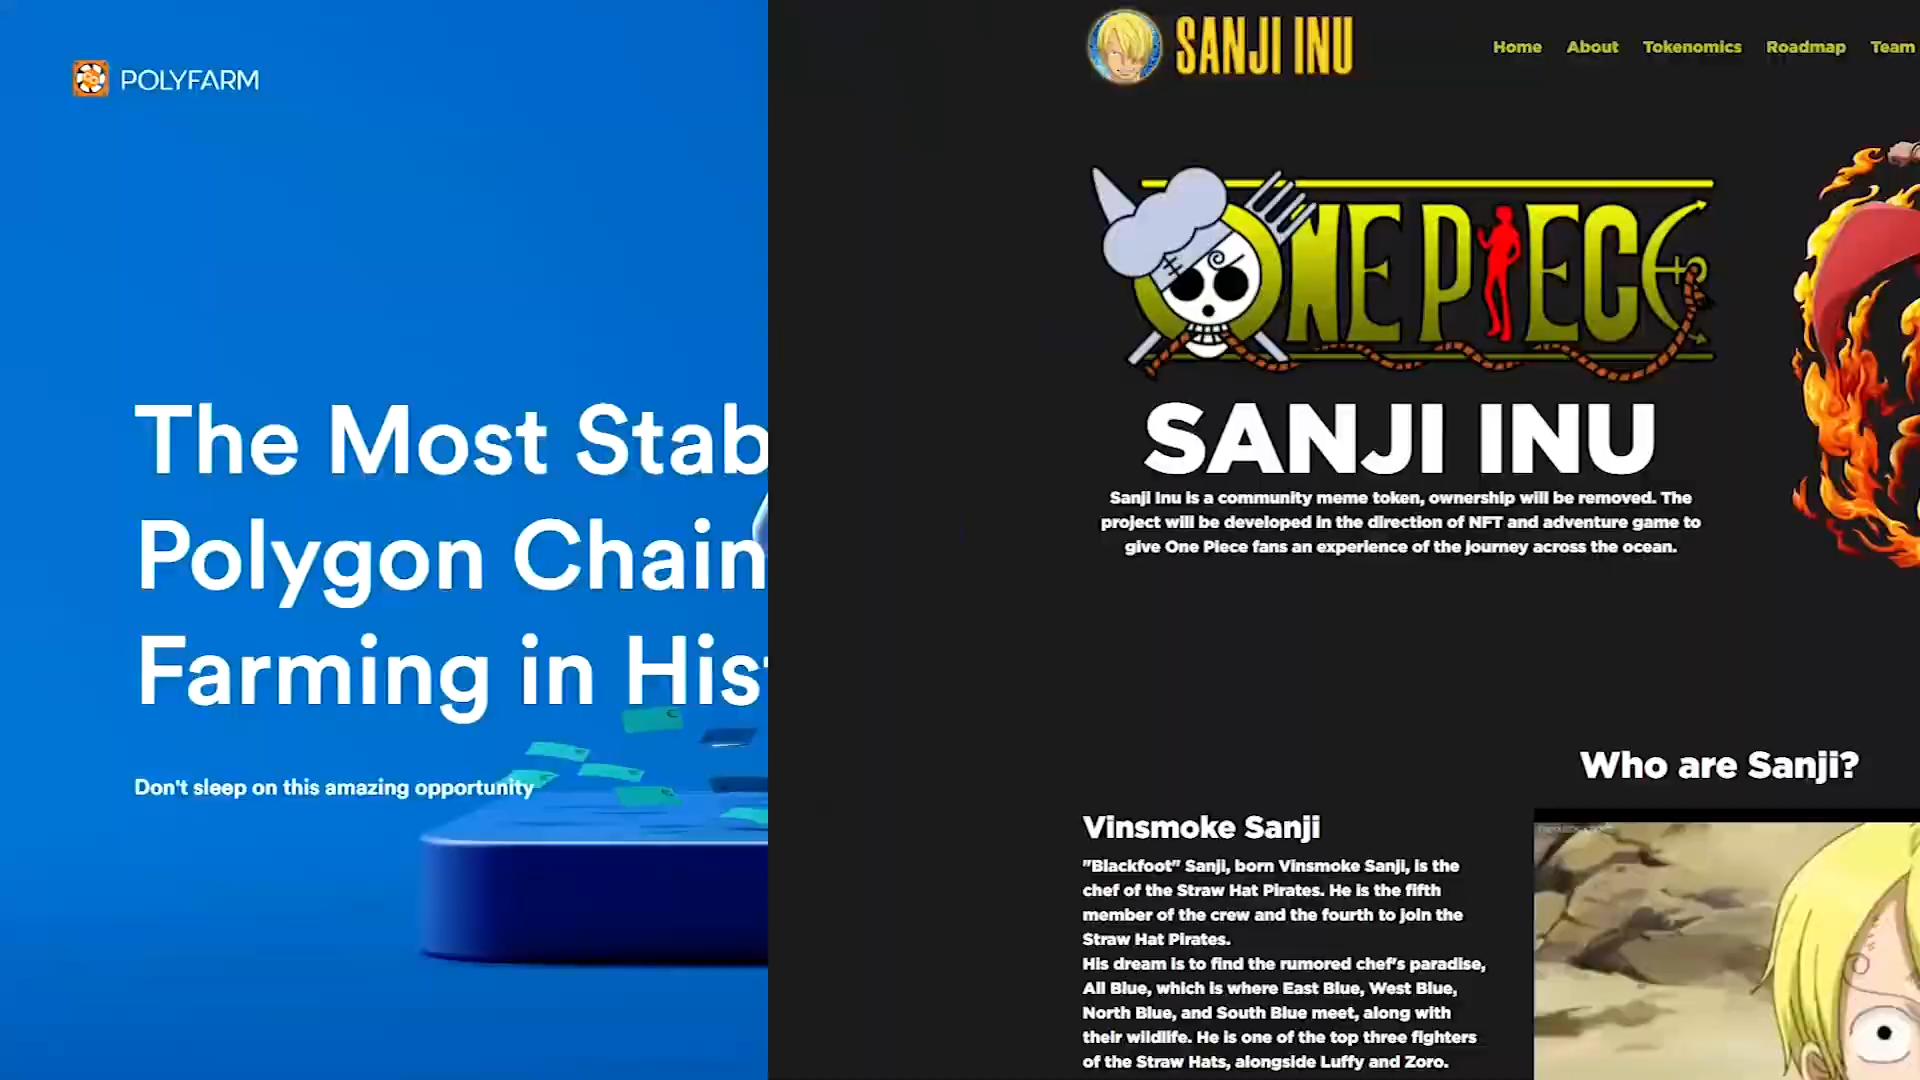 POLYFARM
The Most Stab
Polygon Chain
Farming in His
Don't sleep on this amazing opportunity
SANJI INU
Home About Tokenomics Roadmap Team
ONE PIECE
SANJI INU
Sanji Inu is a community meme token, ownership will be removed. The
project will be developed in the direction of NFT and adventure game to
give One Piece fans an experience of the journey across the ocean.
Who are Sanji?
Vinsmoke Sanji
"Blackfoot" Sanji, born Vinsmoke Sanji, is the
chef of the Straw Hat Pirates. He is the fifth
member of the crew and the fourth to join the
Straw Hat Pirates.
His dream is to find the rumored chef's paradise,
All Blue, which is where East Blue, West Blue,
North Blue, and South Blue meet, along with
their wildlife. He is one of the top three fighters
of the Straw Hats, alongside Luffy and Zoro.